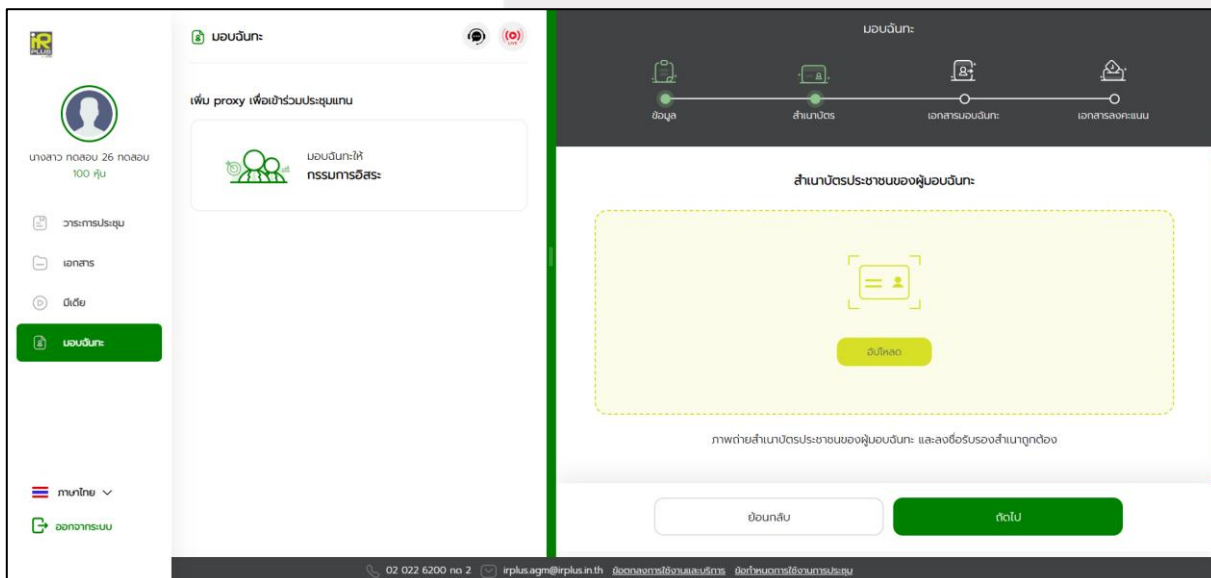 iR
PLUS
นางสาว ทดสอบ 26 ทดสอบ
100 หุ้น
วาระการประชุม
เอกสาร
มีเดีย
มอบฉันทะ
ภาษาไทย
ออกจากระบบ
มอบฉันทะ
LIVE
เพิ่ม proxy เพื่อเข้าร่วมประชุมแทน
มอบฉันทะให้
กรรมการอิสระ
มอบฉันทะ
ข้อมูล
สำเนาบัตร
เอกสารมอบฉันทะ
เอกสารลงคะแนน
สำเนาบัตรประชาชนของผู้มอบฉันทะ
อัปโหลด
ภาพถ่ายสำเนาบัตรประชาชนของผู้มอบฉันทะ และลงชื่อรับรองสำเนาถูกต้อง
ย้อนกลับ
ถัดไป
02 022 6200 กด 2 irplus.agm@irplus.in.th ข้อตกลงการใช้งานและบริการ ข้อกำหนดการใช้งานการประชุม